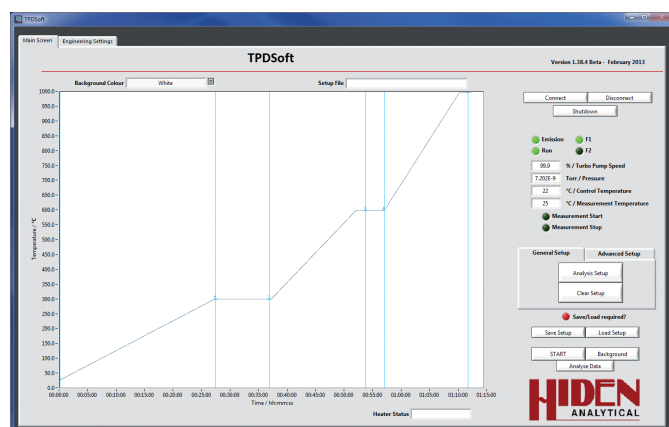 TPDSoft
Main Screen
Engineering Settings
TPDSoft
Version 1.38.4 Beta - February 2013
Background Colour
White
Setup File
Connect
Disconnect
Shutdown
Emission
F1
Run
F2
99.9
% / Turbo Pump Speed
7.202E-9
Torr / Pressure
22
°C / Control Temperature
25
°C / Measurement Temperature
Measurement Start
Measurement Stop
General Setup
Advanced Setup
Analysis Setup
Clear Setup
Save/Load required?
Save Setup
Load Setup
START
Background
Analyse Data
HIDEN
ANALYTICAL
Temperature / °C
1000.0
950.0
900.0
850.0
800.0
750.0
700.0
650.0
600.0
550.0
500.0
450.0
400.0
350.0
300.0
250.0
200.0
150.0
100.0
50.0
0.0
00:00:00
00:05:00
00:10:00
00:15:00
00:20:00
00:25:00
00:30:00
00:35:00
00:40:00
00:45:00
00:50:00
00:55:00
01:00:00
01:05:00
01:10:00
01:15:00
Time / hh:mm:ss
Heater Status